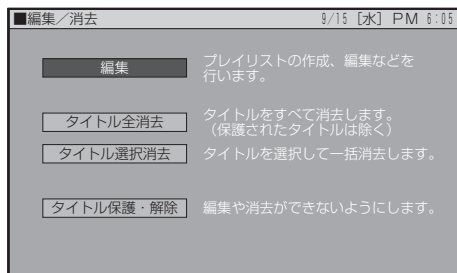 ■編集／消去 9/15 [水] PM 6:05
編集 プレイリストの作成、編集などを
行います。
タイトル全消去 タイトルをすべて消去します。
（保護されたタイトルは除く）
タイトル選択消去 タイトルを選択して一括消去します。
タイトル保護・解除 編集や消去ができないようにします。